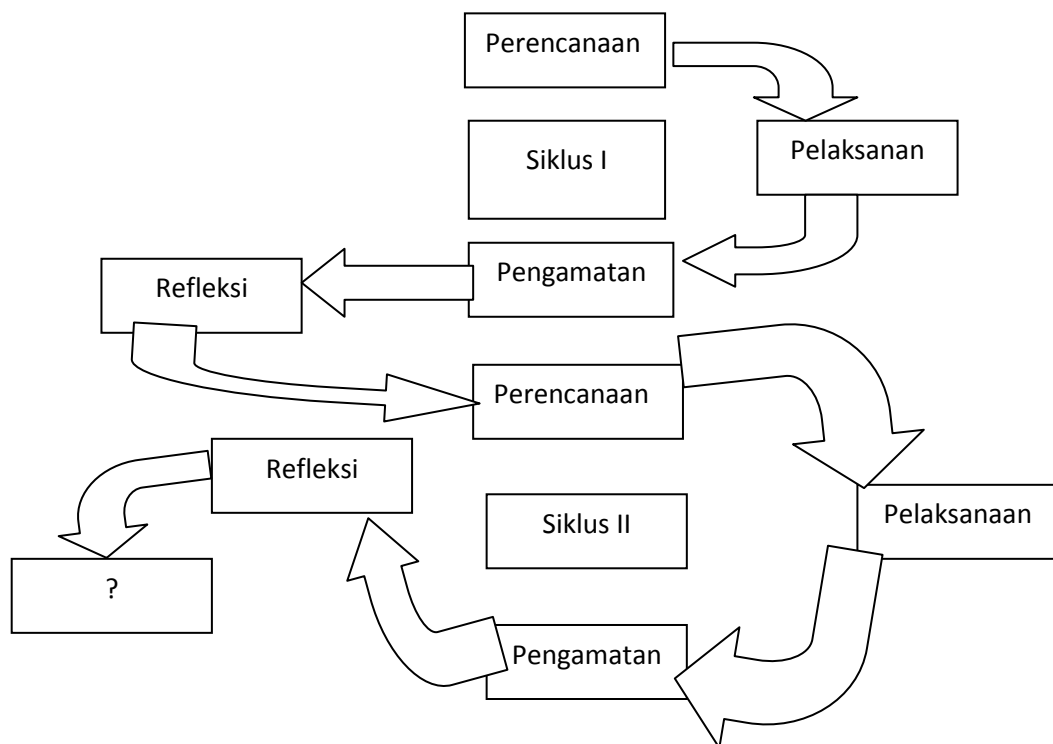 Perencanaan
Siklus I
Pelaksanan
Pengamatan
Refleksi
Perencanaan
Refleksi
Siklus II
Pelaksanaan
?
Pengamatan